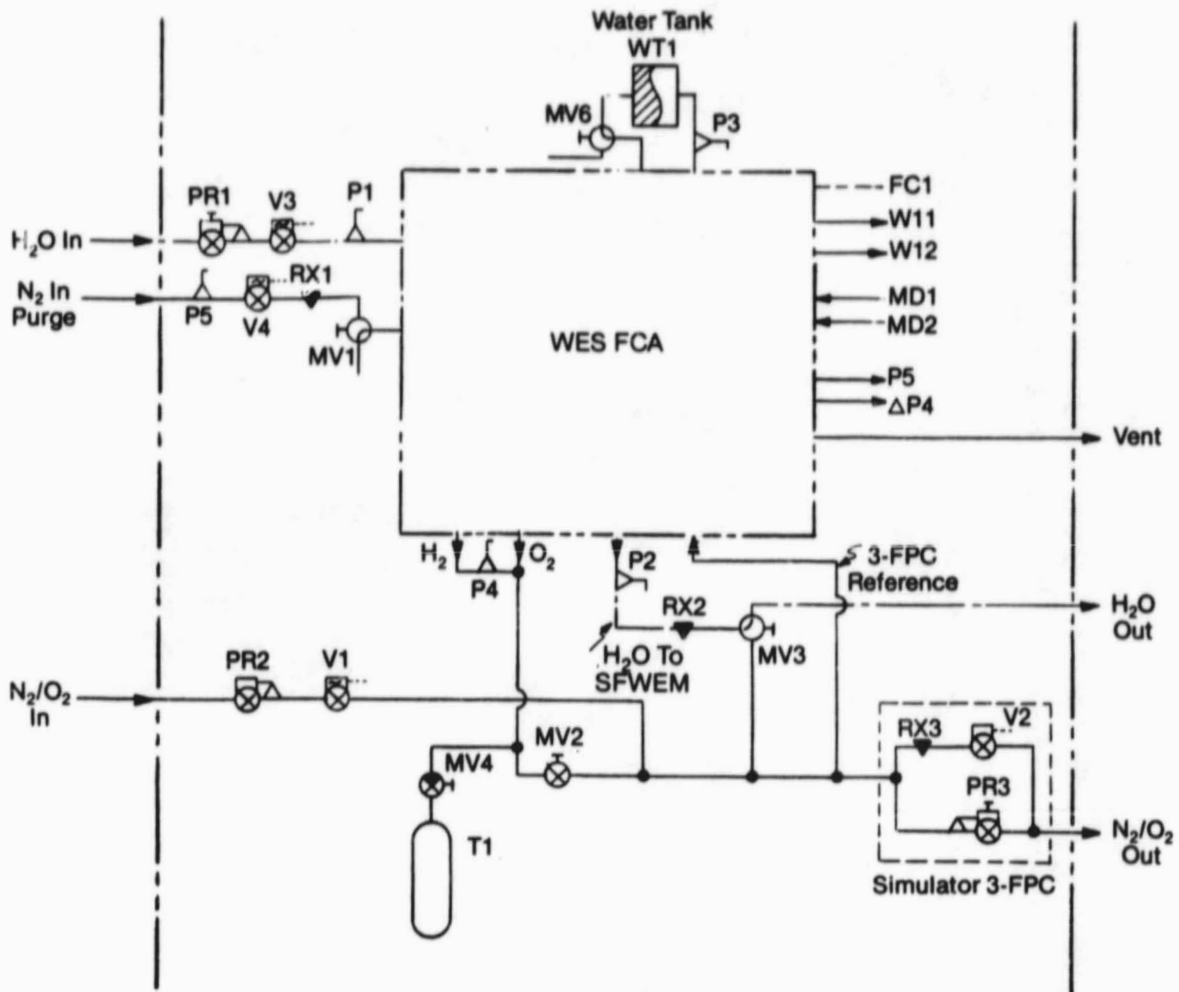 Water Tank
WT1
MV6
P3
PR1
V3
P1
FC1
W11
H₂O In
W12
N₂ In
Purge
P5
V4
RX1
MV1
WES FCA
MD1
MD2
P5
△P4
Vent
H₂
P4
O₂
P2
3-FPC
Reference
RX2
H₂O
Out
H₂O To
SFWEM
MV3
PR2
V1
N₂/O₂
In
MV2
RX3
V2
MV4
PR3
T1
N₂/O₂
Out
Simulator 3-FPC